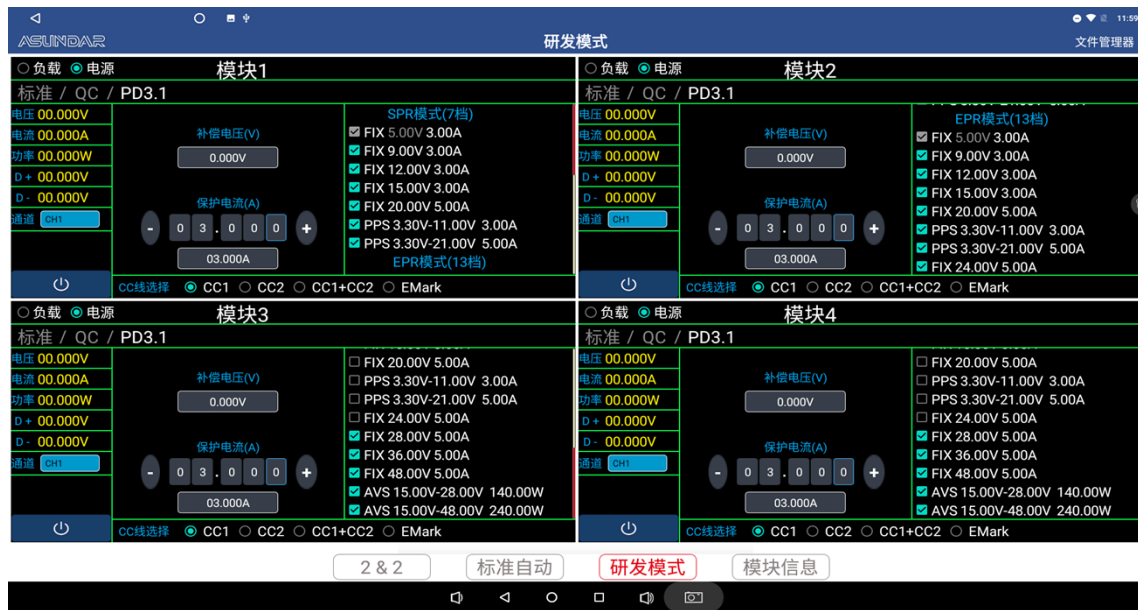 11:59
ASUNDAR
研发模式
文件管理器
负载 电源 模块1
标准 / QC / PD3.1
电压 00.000V
电流 00.000A
功率 00.000W
D+ 00.000V
D- 00.000V
通道 CH1
补偿电压(V)
0.000V
保护电流(A)
- 0 3 . 0 0 0 +
03.000A
SPR模式(7档)
FIX 5.00V 3.00A
FIX 9.00V 3.00A
FIX 12.00V 3.00A
FIX 15.00V 3.00A
FIX 20.00V 5.00A
PPS 3.30V-11.00V 3.00A
PPS 3.30V-21.00V 5.00A
EPR模式(13档)
CC线选择 CC1 CC2 CC1+CC2 EMark
负载 电源 模块2
标准 / QC / PD3.1
电压 00.000V
电流 00.000A
功率 00.000W
D+ 00.000V
D- 00.000V
通道 CH1
补偿电压(V)
0.000V
保护电流(A)
- 0 3 . 0 0 0 +
03.000A
EPR模式(13档)
FIX 5.00V 3.00A
FIX 9.00V 3.00A
FIX 12.00V 3.00A
FIX 15.00V 3.00A
FIX 20.00V 5.00A
PPS 3.30V-11.00V 3.00A
PPS 3.30V-21.00V 5.00A
FIX 24.00V 5.00A
CC线选择 CC1 CC2 CC1+CC2 EMark
负载 电源 模块3
标准 / QC / PD3.1
电压 00.000V
电流 00.000A
功率 00.000W
D+ 00.000V
D- 00.000V
通道 CH1
补偿电压(V)
0.000V
保护电流(A)
- 0 3 . 0 0 0 +
03.000A
FIX 20.00V 5.00A
PPS 3.30V-11.00V 3.00A
PPS 3.30V-21.00V 5.00A
FIX 24.00V 5.00A
FIX 28.00V 5.00A
FIX 36.00V 5.00A
FIX 48.00V 5.00A
AVS 15.00V-28.00V 140.00W
AVS 15.00V-48.00V 240.00W
CC线选择 CC1 CC2 CC1+CC2 EMark
负载 电源 模块4
标准 / QC / PD3.1
电压 00.000V
电流 00.000A
功率 00.000W
D+ 00.000V
D- 00.000V
通道 CH1
补偿电压(V)
0.000V
保护电流(A)
- 0 3 . 0 0 0 +
03.000A
FIX 20.00V 5.00A
PPS 3.30V-11.00V 3.00A
PPS 3.30V-21.00V 5.00A
FIX 24.00V 5.00A
FIX 28.00V 5.00A
FIX 36.00V 5.00A
FIX 48.00V 5.00A
AVS 15.00V-28.00V 140.00W
AVS 15.00V-48.00V 240.00W
CC线选择 CC1 CC2 CC1+CC2 EMark
2 & 2 标准自动 研发模式 模块信息